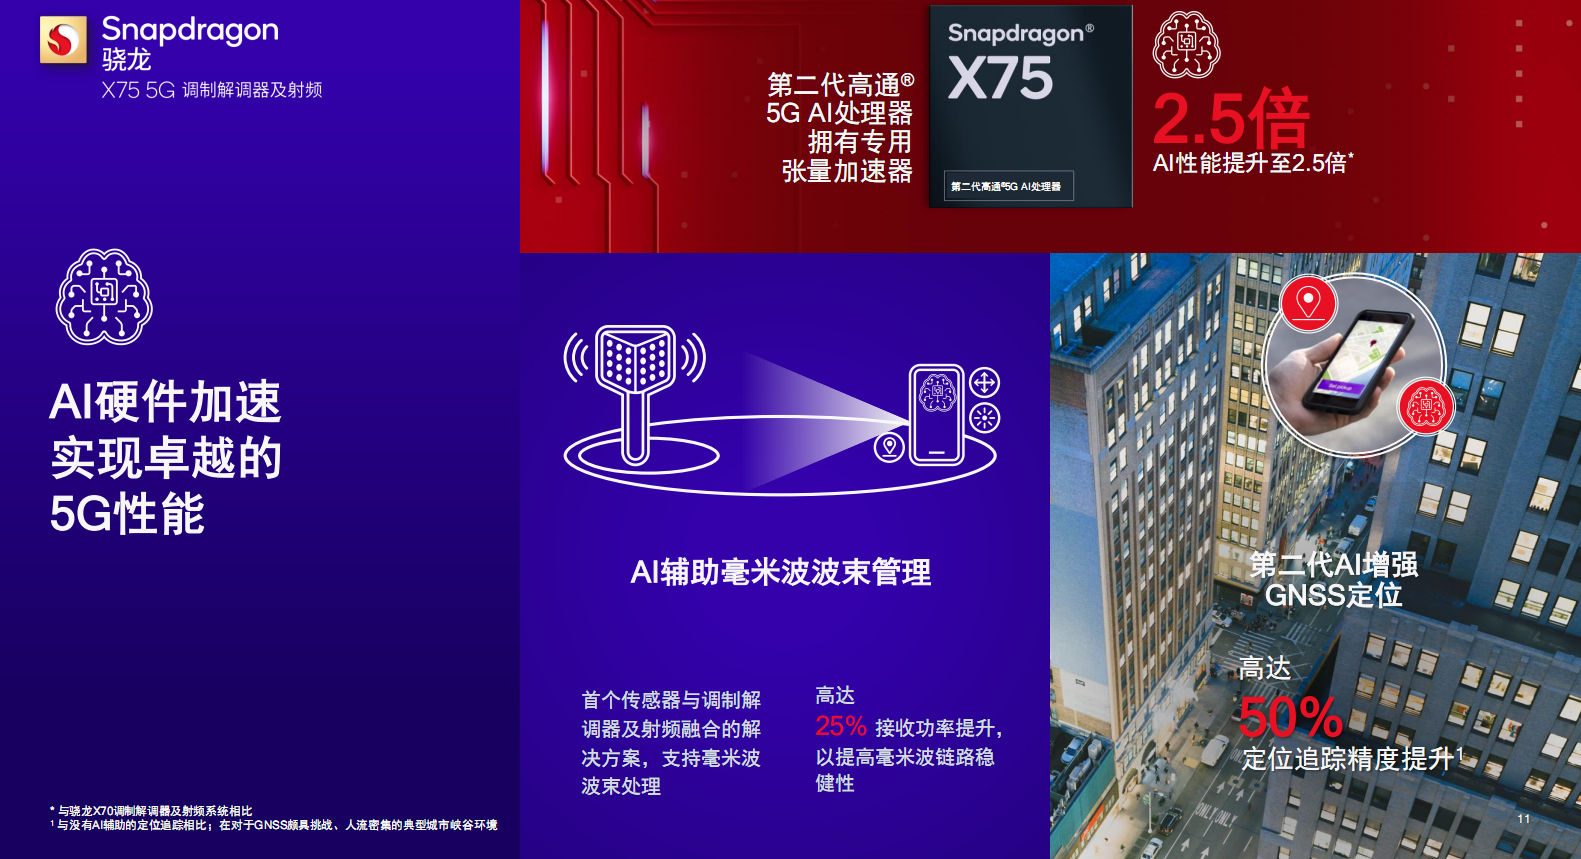 Snapdragon
骁龙
X75 5G 调制解调器及射频
AI硬件加速
实现卓越的
5G性能
* 与骁龙X70调制解调器及射频系统相比
1 与没有AI辅助的定位追踪相比；在对于GNSS颇具挑战、人流密集的典型城市峡谷环境
第二代高通®
5G AI处理器
拥有专用
张量加速器
Snapdragon®
X75
第二代高通®5G AI处理器
2.5倍
AI性能提升至2.5倍*
AI辅助毫米波波束管理
首个传感器与调制解
调器及射频融合的解
决方案，支持毫米波
波束处理
高达
25% 接收功率提升，
以提高毫米波链路稳
健性
第二代AI增强
GNSS定位
高达
50%
定位追踪精度提升1
ONLY ONLY
11